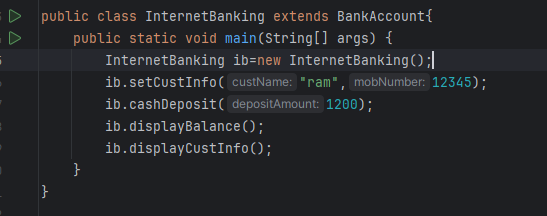 public class InternetBanking extends BankAccount{
public static void main(String[] args) {
InternetBanking ib=new InternetBanking();
ib.setCustInfo( custName: "ram", mobNumber: 12345);
ib.cashDeposit( depositAmount: 1200);
ib.displayBalance();
ib.displayCustInfo();
}
}